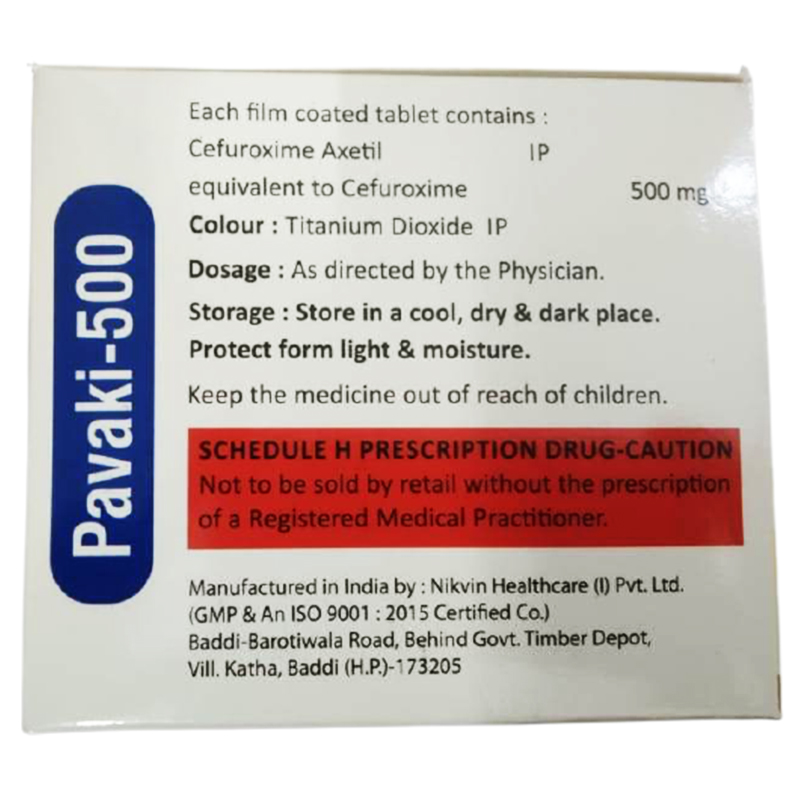 Pavaki-500
Each film coated tablet contains :
Cefuroxime Axetil IP
equivalent to Cefuroxime 500 mg
Colour : Titanium Dioxide IP
Dosage : As directed by the Physician.
Storage : Store in a cool, dry & dark place.
Protect form light & moisture.
Keep the medicine out of reach of children.
SCHEDULE H PRESCRIPTION DRUG-CAUTION
Not to be sold by retail without the prescription
of a Registered Medical Practitioner.
Manufactured in India by : Nikvin Healthcare (I) Pvt. Ltd.
(GMP & An ISO 9001 : 2015 Certified Co.)
Baddi-Barotiwala Road, Behind Govt. Timber Depot,
Vill. Katha, Baddi (H.P.)-173205